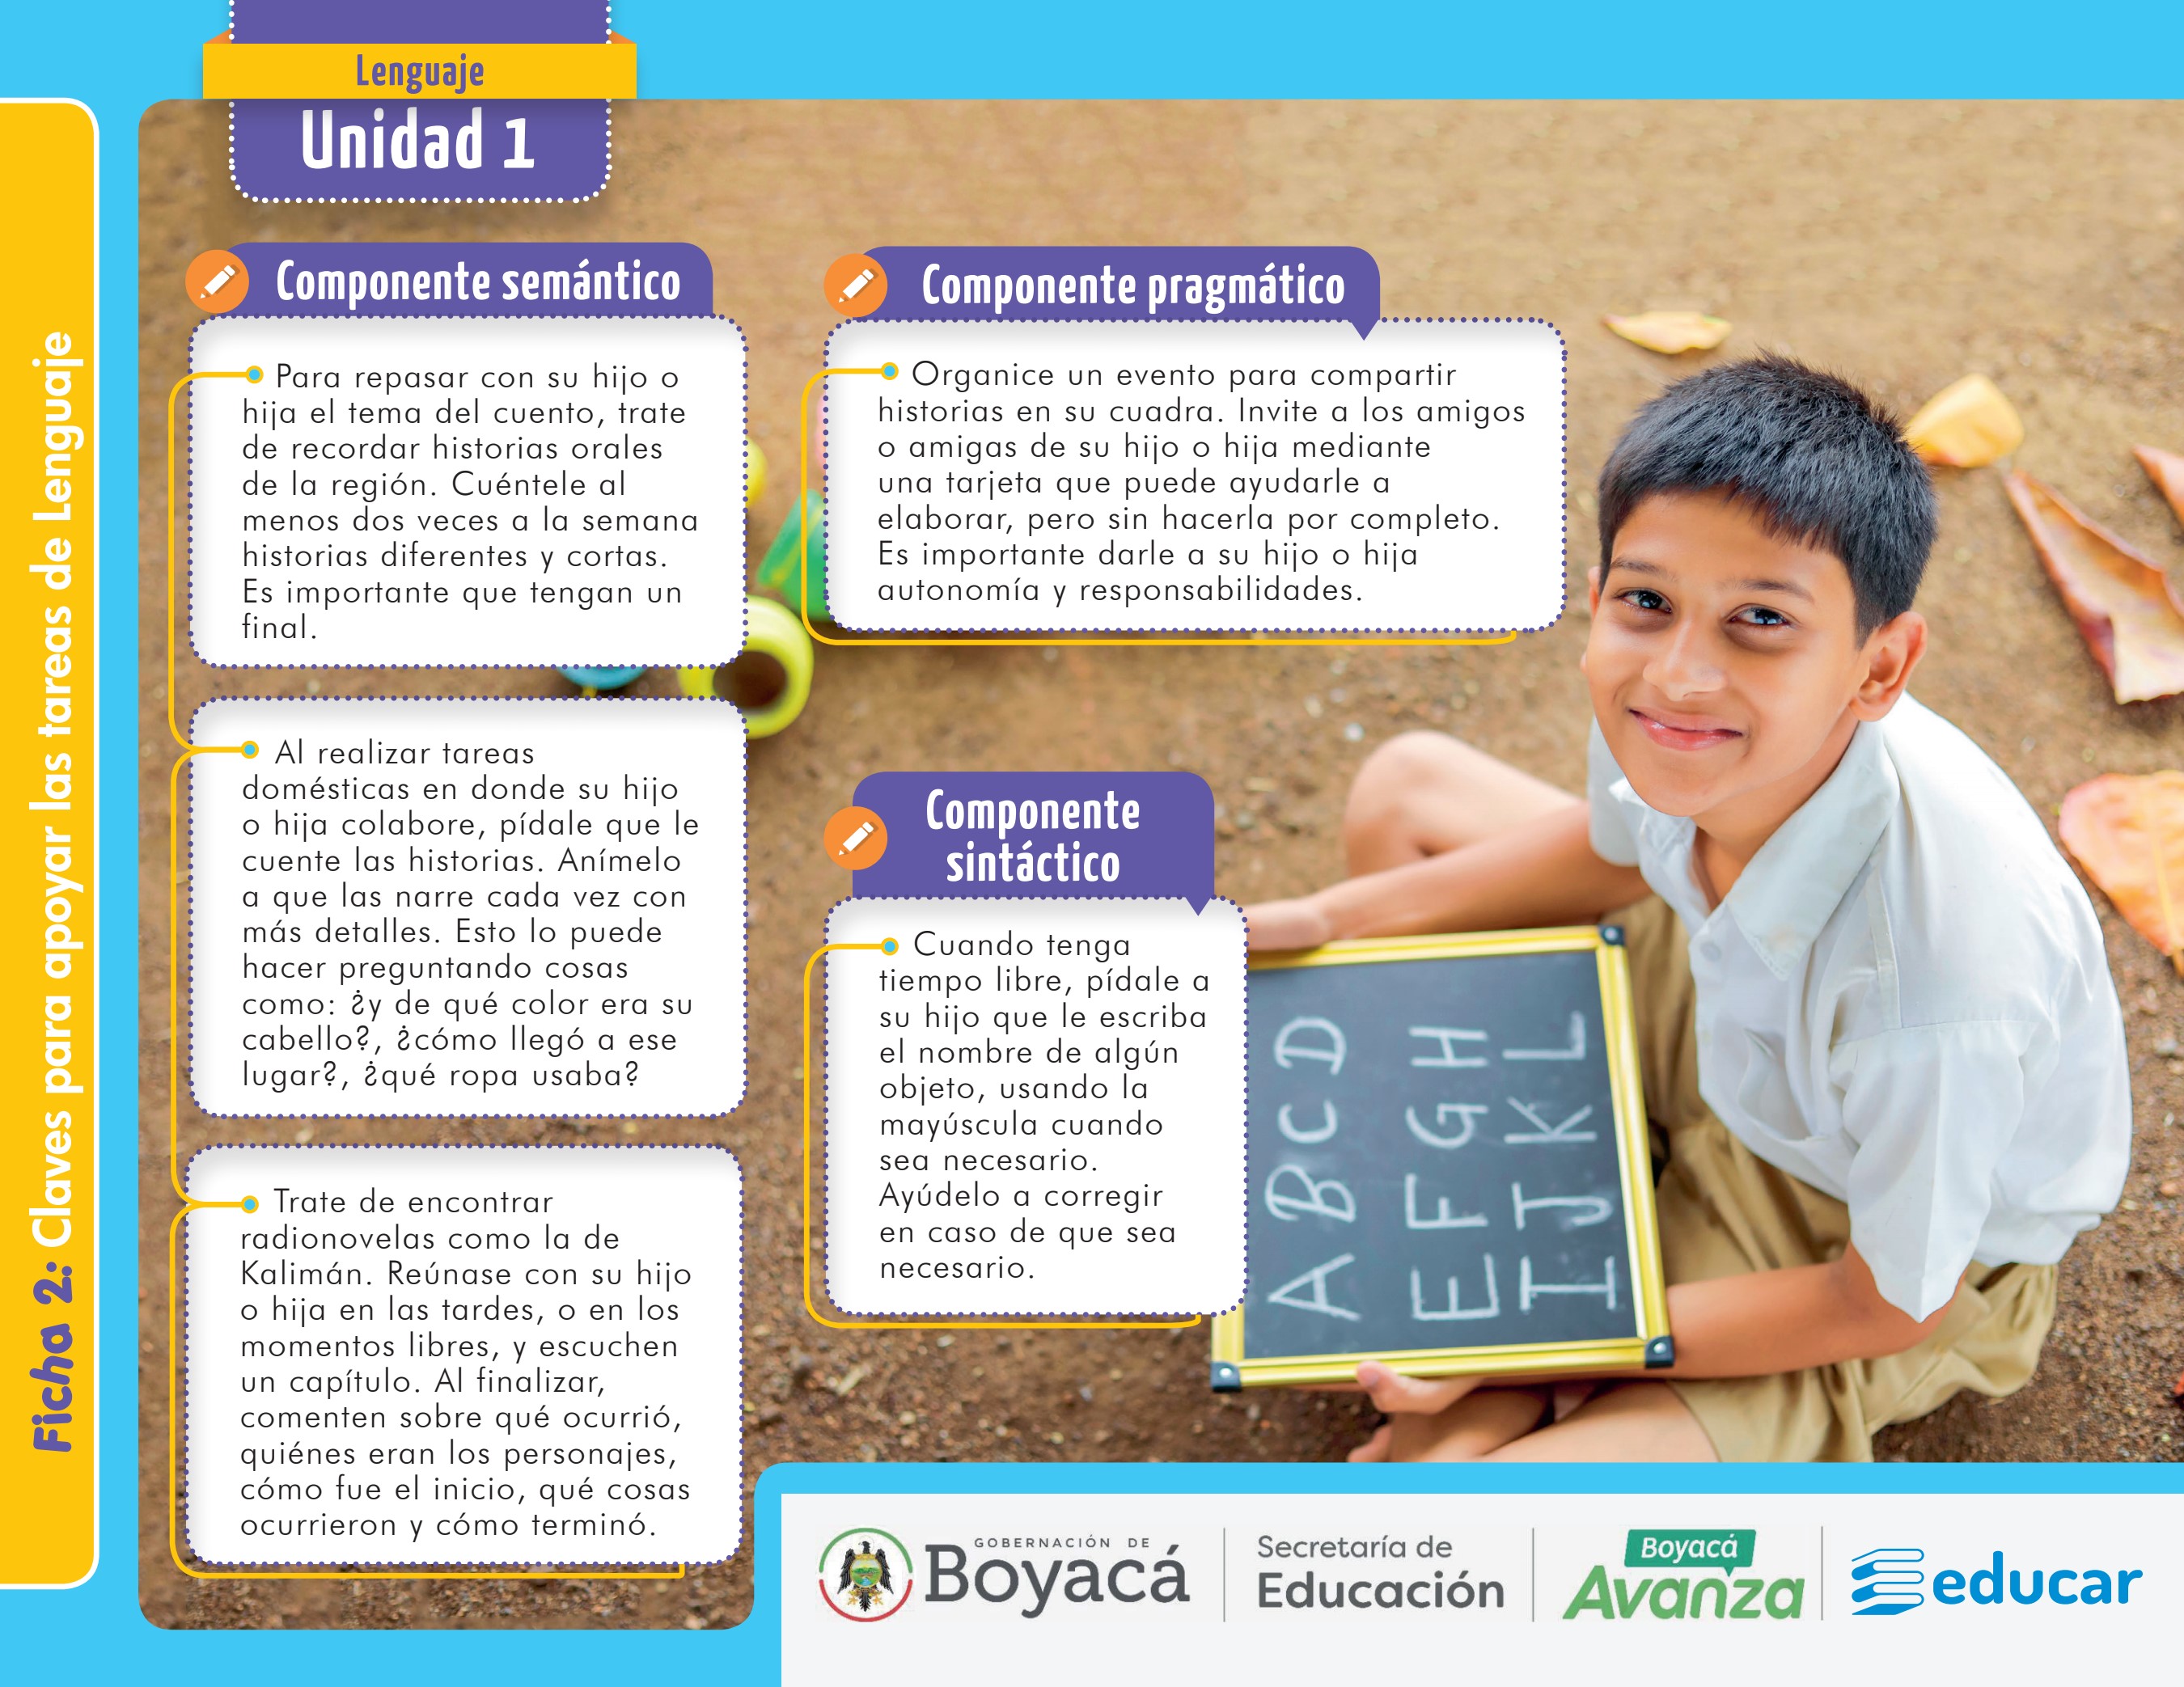 Lenguaje
Unidad 1
Ficha 2: Claves para apoyar las tareas de Lenguaje
Componente semántico
Para repasar con su hijo o
hija el tema del cuento, trate
de recordar historias orales
de la región. Cuéntele al
menos dos veces a la semana
historias diferentes y cortas.
Es importante que tengan un
final.
Al realizar tareas
domésticas en donde su hijo
o hija colabore, pídale que le
cuente las historias. Anímelo
a que las narre cada vez con
más detalles. Esto lo puede
hacer preguntando cosas
como: ¿y de qué color era su
cabello?, ¿cómo llegó a ese
lugar?, ¿qué ropa usaba?
Trate de encontrar
radionovelas como la de
Kalimán. Reúnase con su hijo
o hija en las tardes, o en los
momentos libres, y escuchen
un capítulo. Al finalizar,
comenten sobre qué ocurrió,
quiénes eran los personajes,
cómo fue el inicio, qué cosas
ocurrieron y cómo terminó.
Componente pragmático
Organice un evento para compartir
historias en su cuadra. Invite a los amigos
o amigas de su hijo o hija mediante
una tarjeta que puede ayudarle a
elaborar, pero sin hacerla por completo.
Es importante darle a su hijo o hija
autonomía y responsabilidades.
Componente
sintáctico
Cuando tenga
tiempo libre, pídale a
su hijo que le escriba
el nombre de algún
objeto, usando la
mayúscula cuando
sea necesario.
Ayúdelo a corregir
en caso de que sea
necesario.
A B C D
E F G H
I J K L
GOBERNACIÓN DE
Boyacá
Secretaría de
Educación
Boyacá
Avanza
educar